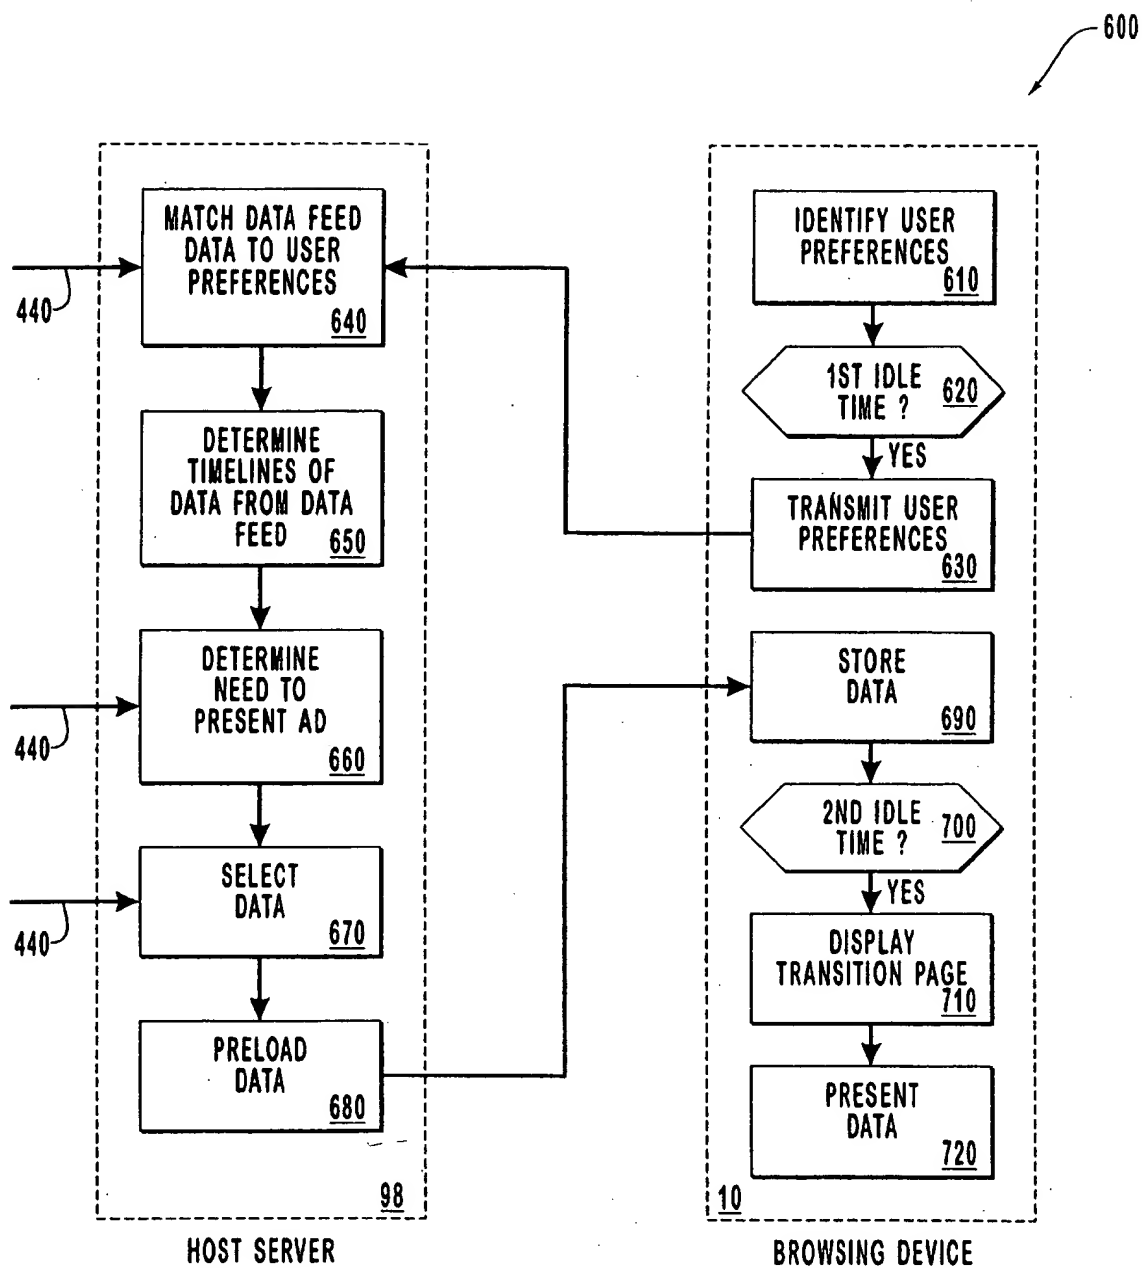 600
MATCH DATA FEED
DATA TO USER
PREFERENCES
640
440
DETERMINE
TIMELINES OF
DATA FROM DATA
FEED
650
DETERMINE
NEED TO
PRESENT AD
660
440
SELECT
DATA
670
440
PRELOAD
DATA
680
98
HOST SERVER
IDENTIFY USER
PREFERENCES
610
1ST IDLE
TIME ?
620
YES
TRANSMIT USER
PREFERENCES
630
STORE
DATA
690
2ND IDLE
TIME ?
700
YES
DISPLAY
TRANSITION PAGE
710
PRESENT
DATA
720
10
BROWSING DEVICE